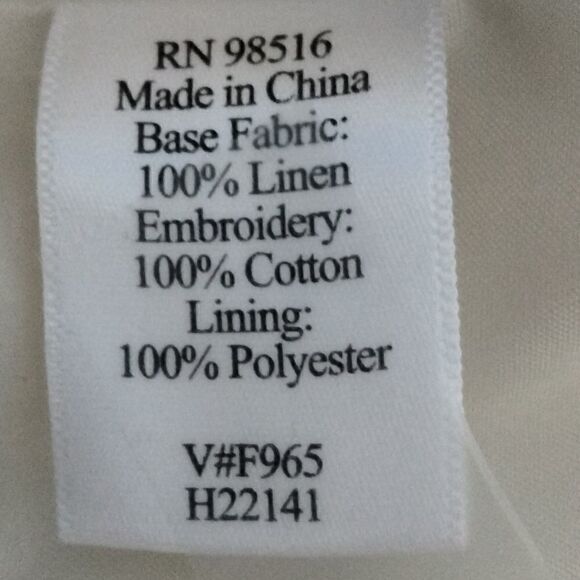 RN 98516
Made in China
Base Fabric:
100% Linen
Embroidery:
100% Cotton
Lining:
100% Polyester
V#F965
H22141